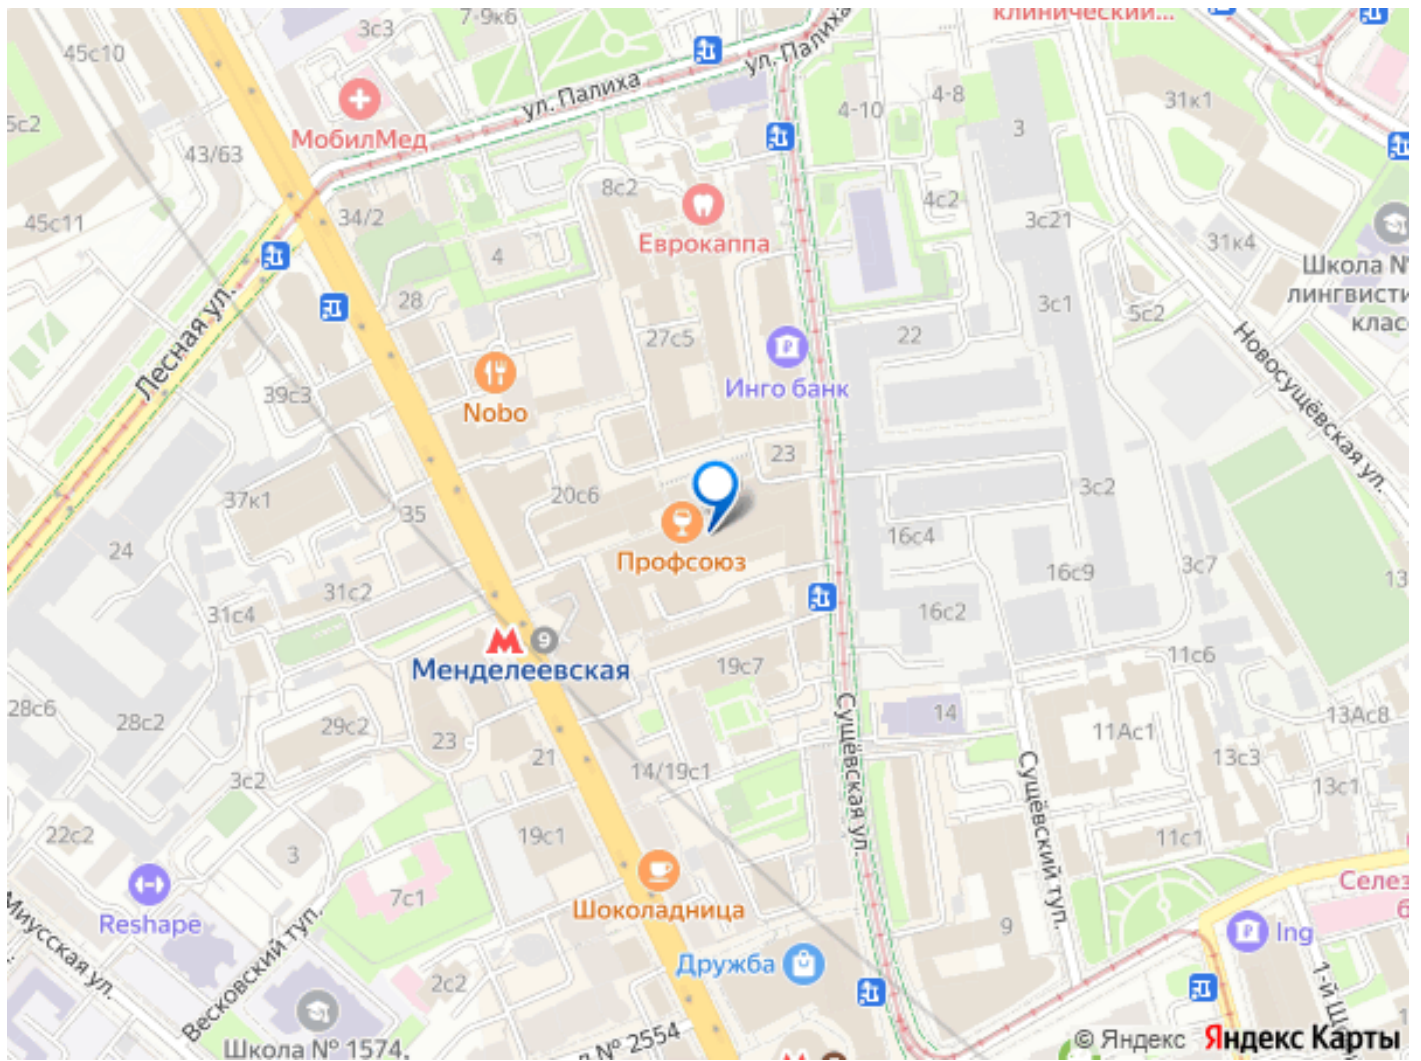 7-9к6
клинический...
3с3
45с10
ул. Палиха
ул. Палиха
4-8
31к1
4-10
5с2
МобилМед
3
43/63
8с2
4с2
34/2
45с11
3с21
31к4
Еврокаппа
4
Школа №
лингвисти
клас
28
3с1
5с2
Лесная ул.
27с5
22
Новосущёвская ул.
39с3
Nobo
Инго банк
23
37к1
20с6
3с2
35
24
16с4
Профсоюз
3с7
16с9
13
31с2
31с4
16с2
9
Менделеевская
19с7
11с6
28с6
28с2
29с2
14
13Ас8
11Ас1
23
21
Сущёвская ул.
13с3
3с2
14/19с1
Сущёвский туп.
13с1
22с2
19с1
11с1
3
Селез
б
7с1
Reshape
Шоколадница
9
Ing
Миусская ул.
Весковский туп.
Дружба
2с2
1-й Ш
Школа № 1574,
№ 2554
© Яндекс Яндекс Карты